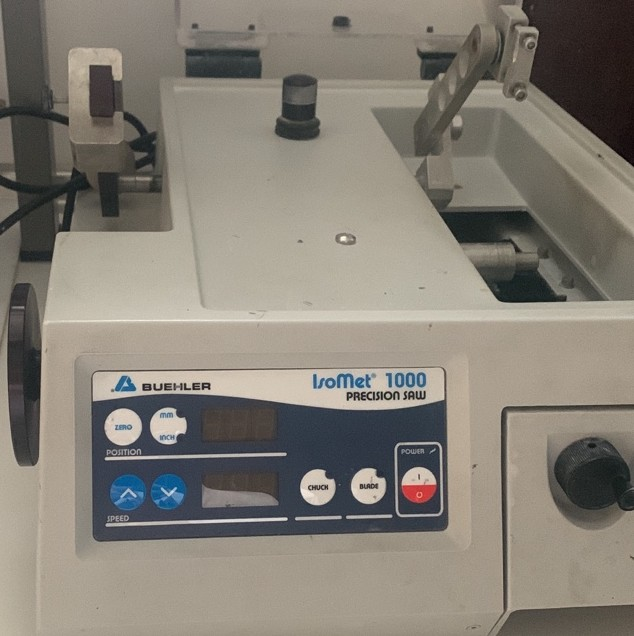 BUEHLER
IsoMet® 1000
PRECISION SAW
ZERO
MM
INCH
POSITION
POWER
CHUCK
BLADE
I
O
SPEED